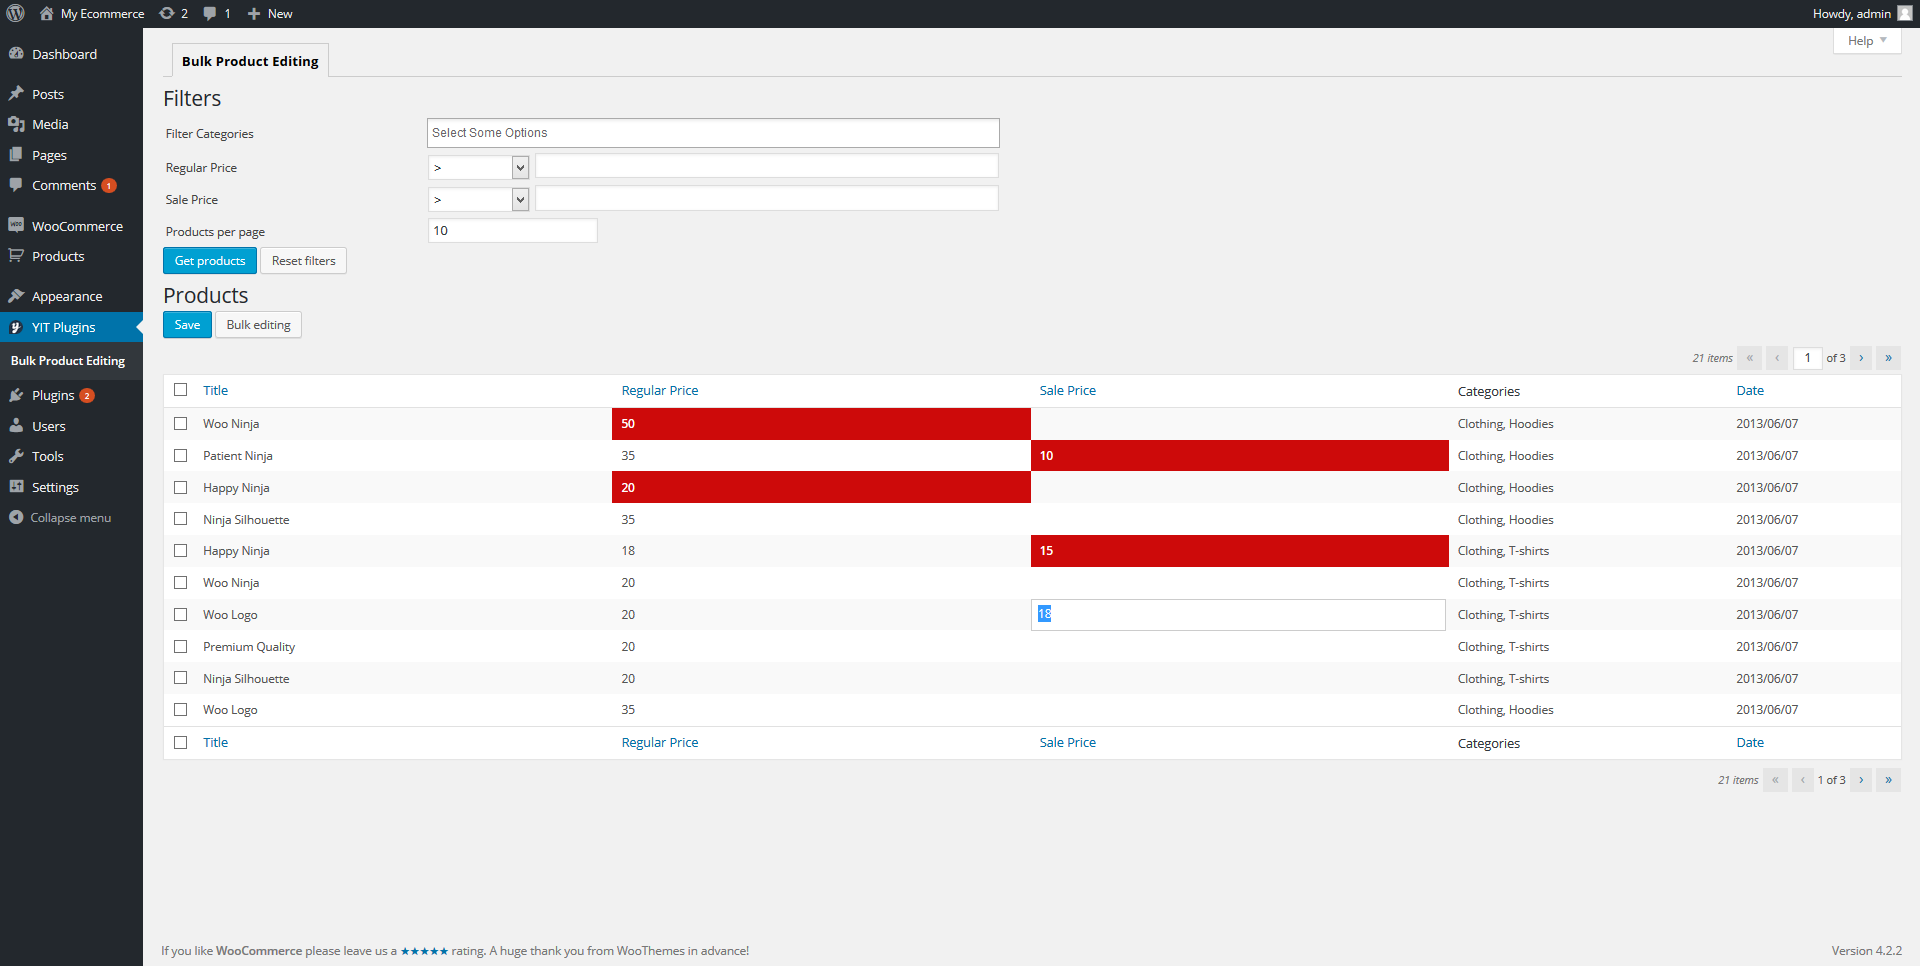 My Ecommerce 2 1 New Howdy, admin
Help
Dashboard
Posts
Media
Pages
Comments 1
WooCommerce
Products
Appearance
YIT Plugins
Bulk Product Editing
Plugins 2
Users
Tools
Settings
Collapse menu
Bulk Product Editing
Filters
Filter Categories Select Some Options
Regular Price >
Sale Price >
Products per page 10
Get products Reset filters
Products
Save Bulk editing
21 items « ‹ 1 of 3 › »
Title Regular Price Sale Price Categories Date
Woo Ninja 50 Clothing, Hoodies 2013/06/07
Patient Ninja 35 10 Clothing, Hoodies 2013/06/07
Happy Ninja 20 Clothing, Hoodies 2013/06/07
Ninja Silhouette 35 Clothing, Hoodies 2013/06/07
Happy Ninja 18 15 Clothing, T-shirts 2013/06/07
Woo Ninja 20 Clothing, T-shirts 2013/06/07
Woo Logo 20 18 Clothing, T-shirts 2013/06/07
Premium Quality 20 Clothing, T-shirts 2013/06/07
Ninja Silhouette 20 Clothing, T-shirts 2013/06/07
Woo Logo 35 Clothing, Hoodies 2013/06/07
Title Regular Price Sale Price Categories Date
21 items « ‹ 1 of 3 › »
If you like WooCommerce please leave us a ★★★★★ rating. A huge thank you from WooThemes in advance!
Version 4.2.2